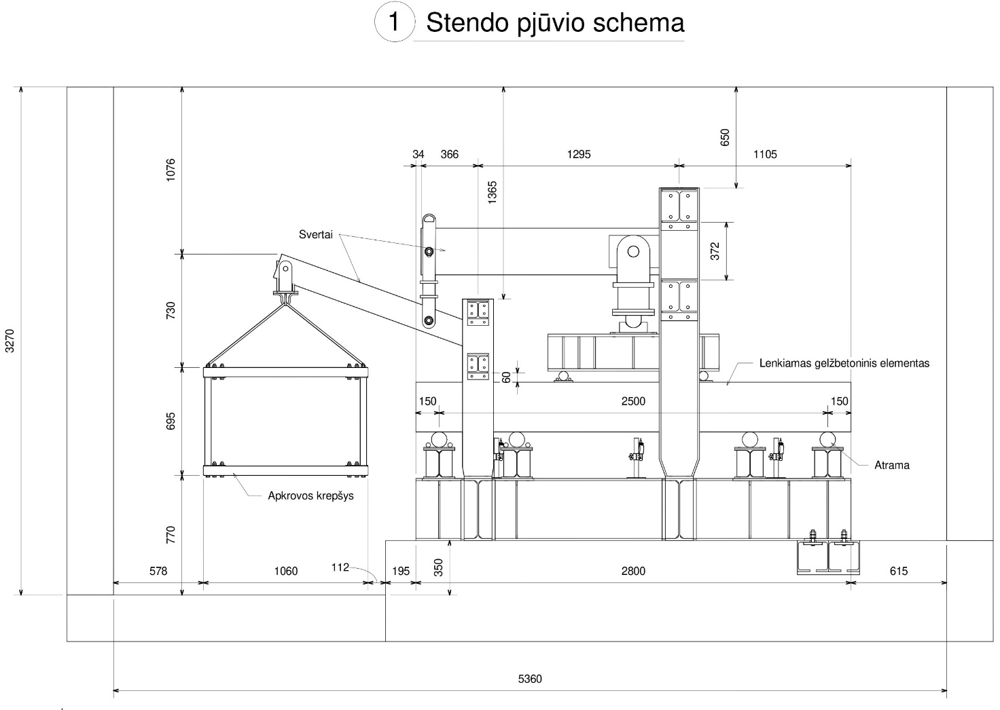 1 Stendo pjūvio schema
34 366 1295 1105
650
1076
1365
Svertai
372
730
3270
60
Lenkiamas gelžbetoninis elementas
150 2500 150
695
Atrama
Apkrovos krepšys
770
578 1060 112 195 350 2800 615
5360